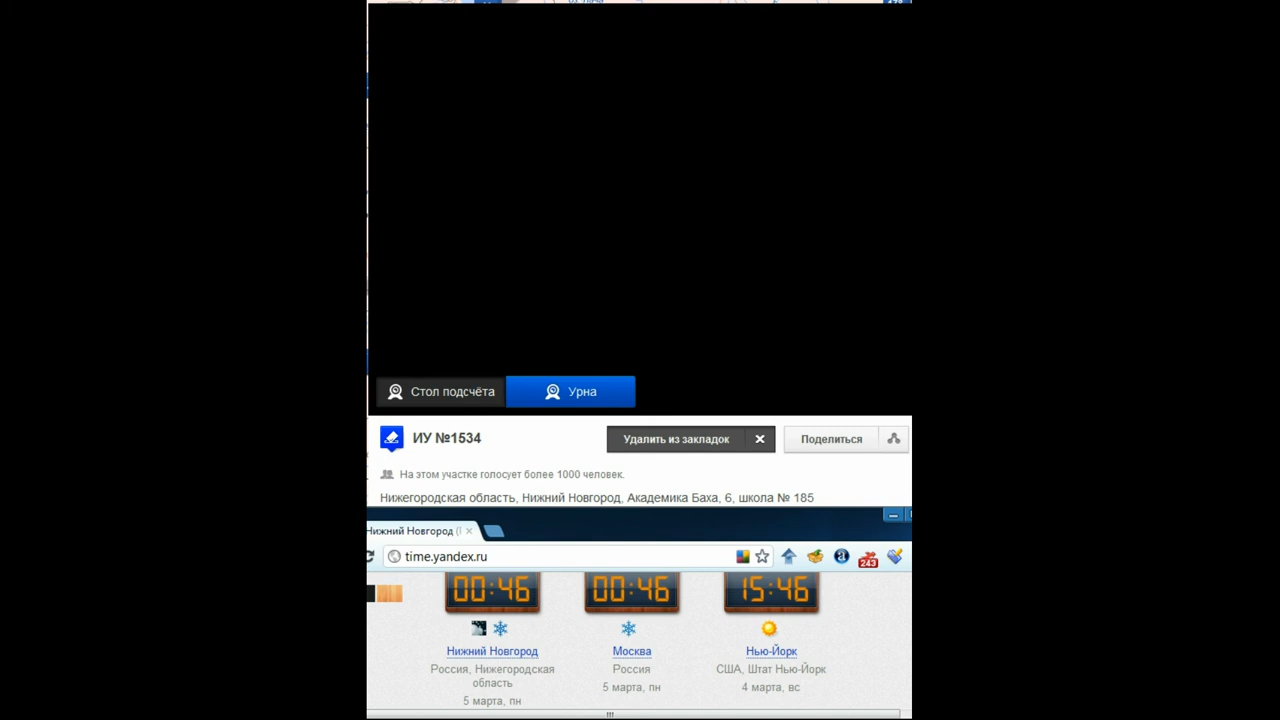 Стол подсчёта
Урна
ИУ №1534
Удалить из закладок
Поделиться
На этом участке голосует более 1000 человек.
Нижегородская область, Нижний Новгород, Академика Баха, 6, школа № 185
Нижний Новгород (
time.yandex.ru
243
00:46
00:46
15:46
Нижний Новгород
Москва
Нью-Йорк
Россия, Нижегородская
область
Россия
США, Штат Нью-Йорк
5 марта, пн
5 марта, пн
4 марта, вс